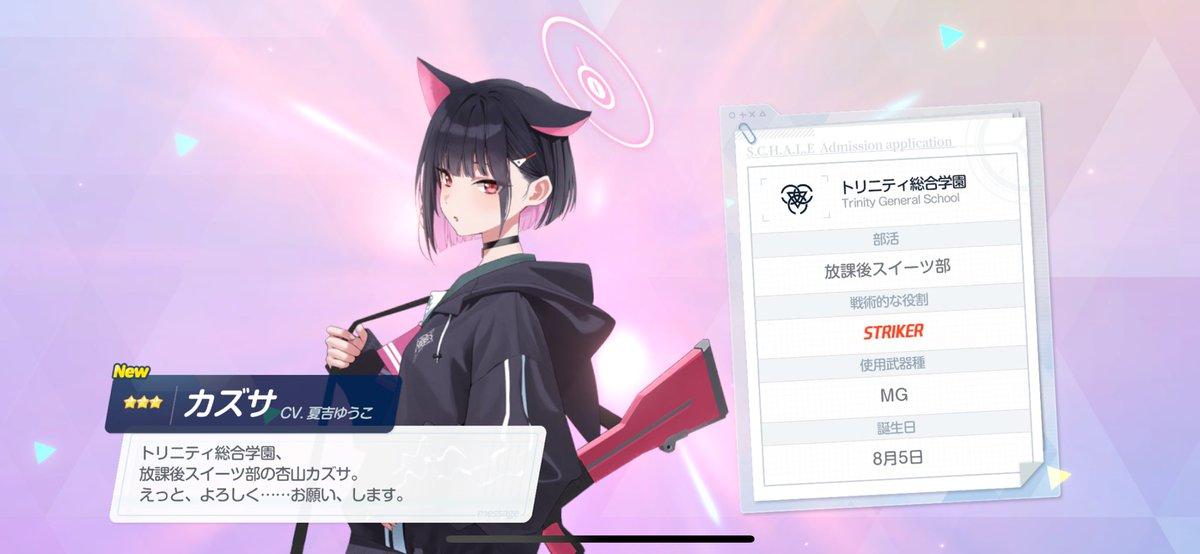 S.C.H.A.L.E Admission application
トリニティ総合学園
Trinity General School
部活
放課後スイーツ部
戦術的な役割
STRIKER
使用武器種
MG
誕生日
8月5日
New
カズサ CV. 夏吉ゆうこ
トリニティ総合学園、
放課後スイーツ部の杏山カズサ。
えっと、よろしく……お願い、します。
message